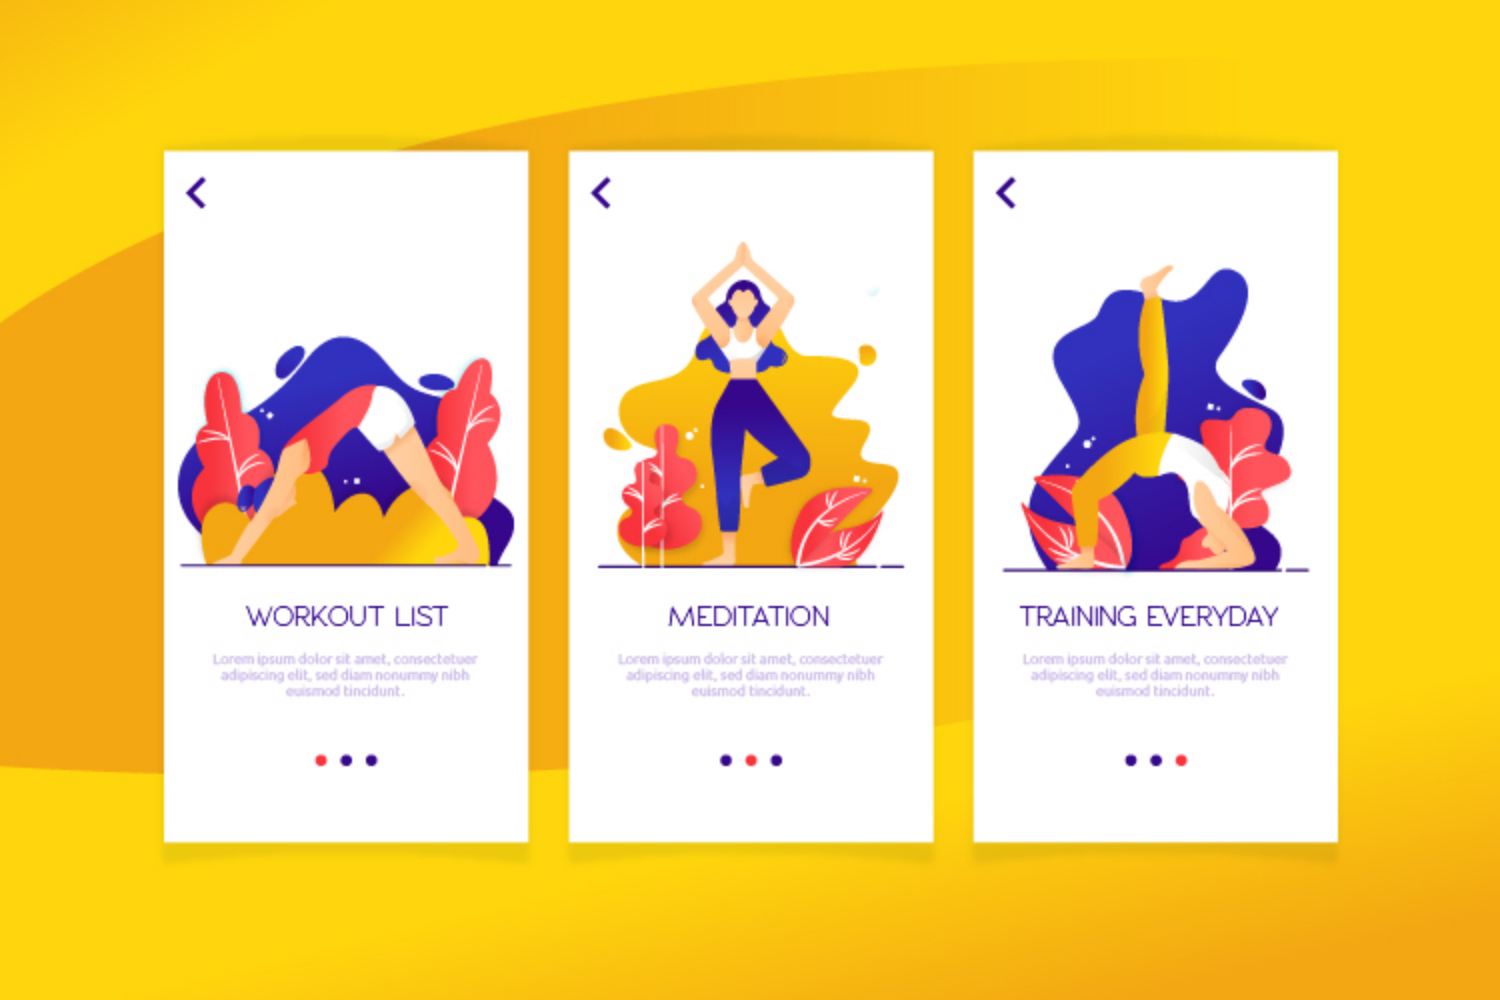 WORKOUT LIST
Lorem ipsum dolor sit amet, consectetuer
adipiscing elit, sed diam nonummy nibh
euismod tincidunt.
MEDITATION
Lorem ipsum dolor sit amet, consectetuer
adipiscing elit, sed diam nonummy nibh
euismod tincidunt.
TRAINING EVERYDAY
Lorem ipsum dolor sit amet, consectetuer
adipiscing elit, sed diam nonummy nibh
euismod tincidunt.